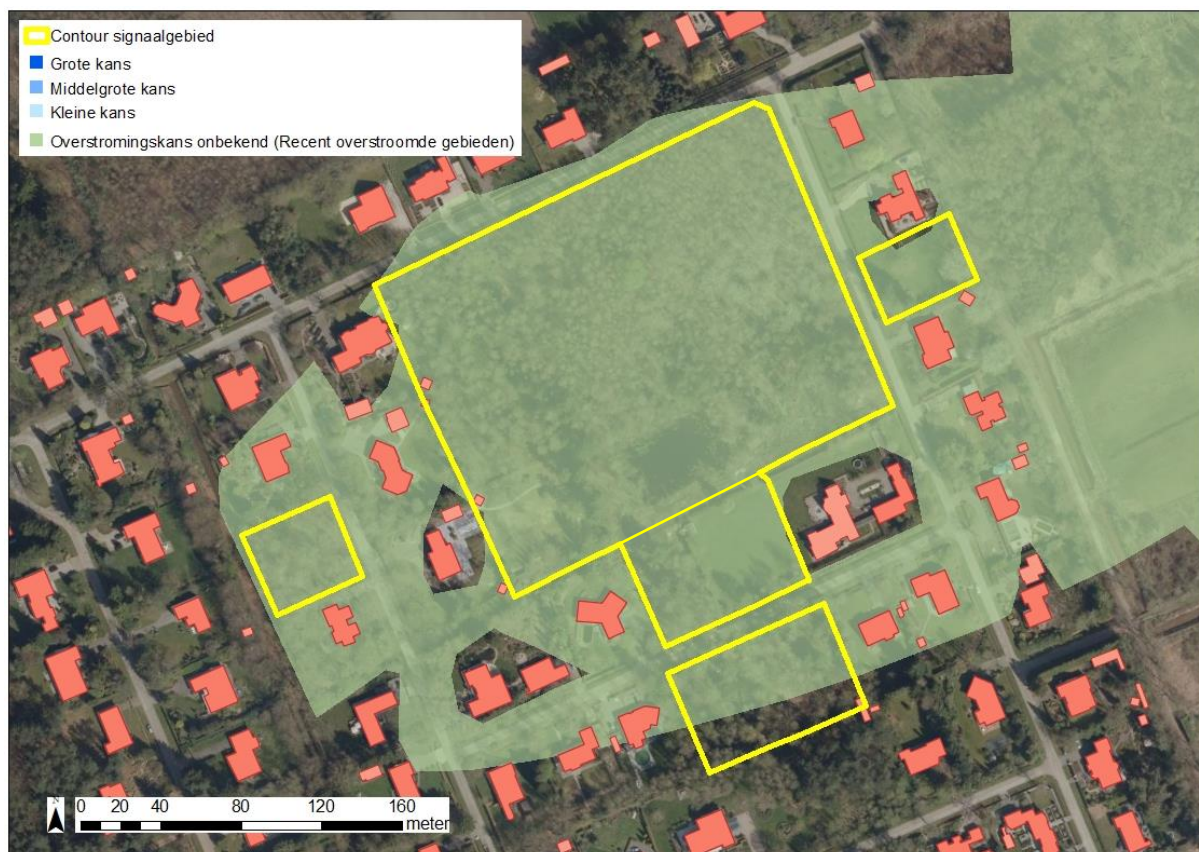 Contour signaalgebied
Grote kans
Middelgrote kans
Kleine kans
Overstromingskans onbekend (Recent overstroomde gebieden)
N
0 20 40 80 120 160
meter